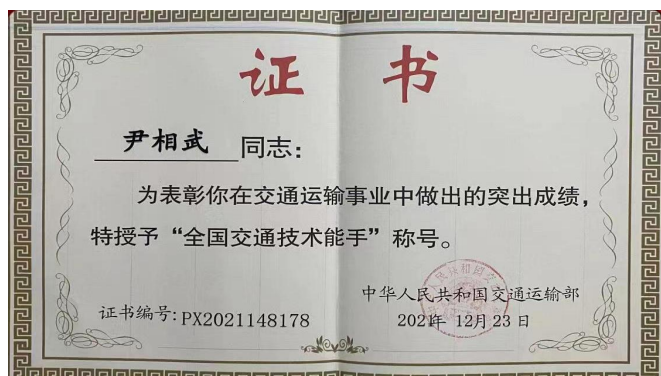 证 书
尹相武 同志：
为表彰你在交通运输事业中做出的突出成绩，
特授予“全国交通技术能手”称号。
中华人民共和国交通运输部
证书编号：PX2021148178
2021年 12月 23 日